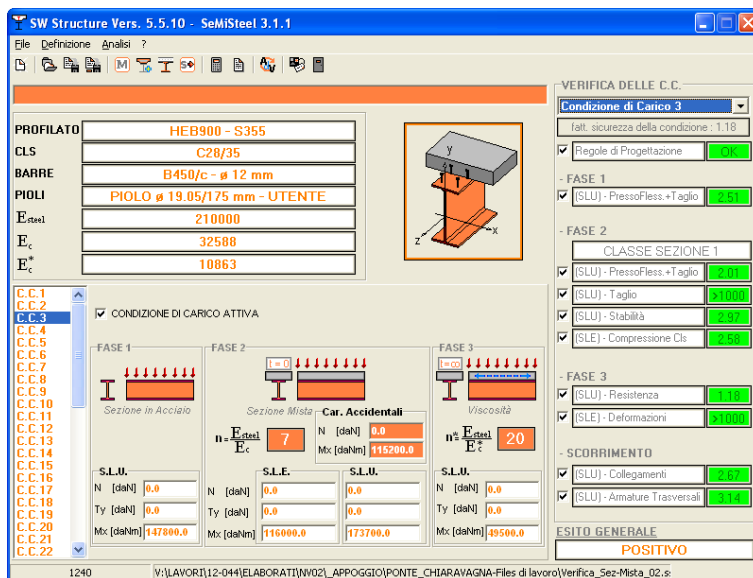 SW Structure Vers. 5.5.10 - SeMiSteel 3.1.1
File Definizione Analisi ?
M S
PROFILATO HEB900 - S355
CLS C28/35
BARRE B450/c - ø 12 mm
PIOLI PIOLO ø 19.05/175 mm - UTENTE
Esteel 210000
Ec 32588
E*c 10863
y
x
z
VERIFICA DELLE C.C.
Condizione di Carico 3
fatt. sicurezza della condizione : 1.18
Regole di Progettazione OK
- FASE 1
(SLU) - PressoFless.+Taglio 2.51
- FASE 2
CLASSE SEZIONE 1
(SLU) - PressoFless.+Taglio 2.01
(SLU) - Taglio >1000
(SLU) - Stabilità 2.97
(SLE) - Compressione Cls 2.58
- FASE 3
(SLU) - Resistenza 1.18
(SLE) - Deformazioni >1000
- SCORRIMENTO
(SLU) - Collegamenti 2.67
(SLU) - Armature Trasversali 3.14
ESITO GENERALE
POSITIVO
C.C.1
C.C.2
C.C.3
C.C.4
C.C.5
C.C.6
C.C.7
C.C.8
C.C.9
C.C.10
C.C.11
C.C.12
C.C.13
C.C.14
C.C.15
C.C.16
C.C.17
C.C.18
C.C.19
C.C.20
C.C.21
C.C.22
CONDIZIONE DI CARICO ATTIVA
FASE 1
Sezione in Acciaio
S.L.U.
N [daN] 0.0
Ty [daN] 0.0
Mx [daNm] 147800.0
FASE 2
t=0
Sezione Mista
n=Esteel/Ec 7
Car. Accidentali
N [daN] 0.0
Mx [daNm] 115200.0
S.L.E. S.L.U.
N [daN] 0.0 0.0
Ty [daN] 0.0 0.0
Mx [daNm] 116000.0 173700.0
FASE 3
t=∞
Viscosità
n*=Esteel/E*c 20
S.L.U.
N [daN] 0.0
Ty [daN] 0.0
Mx [daNm] 49500.0
1240 V:\LAVORI\12-044\ELABORATI\NV02\_APPOGGIO\PONTE_CHIARAVAGNA-Files di lavoro\Verifica_Sez-Mista_02.s